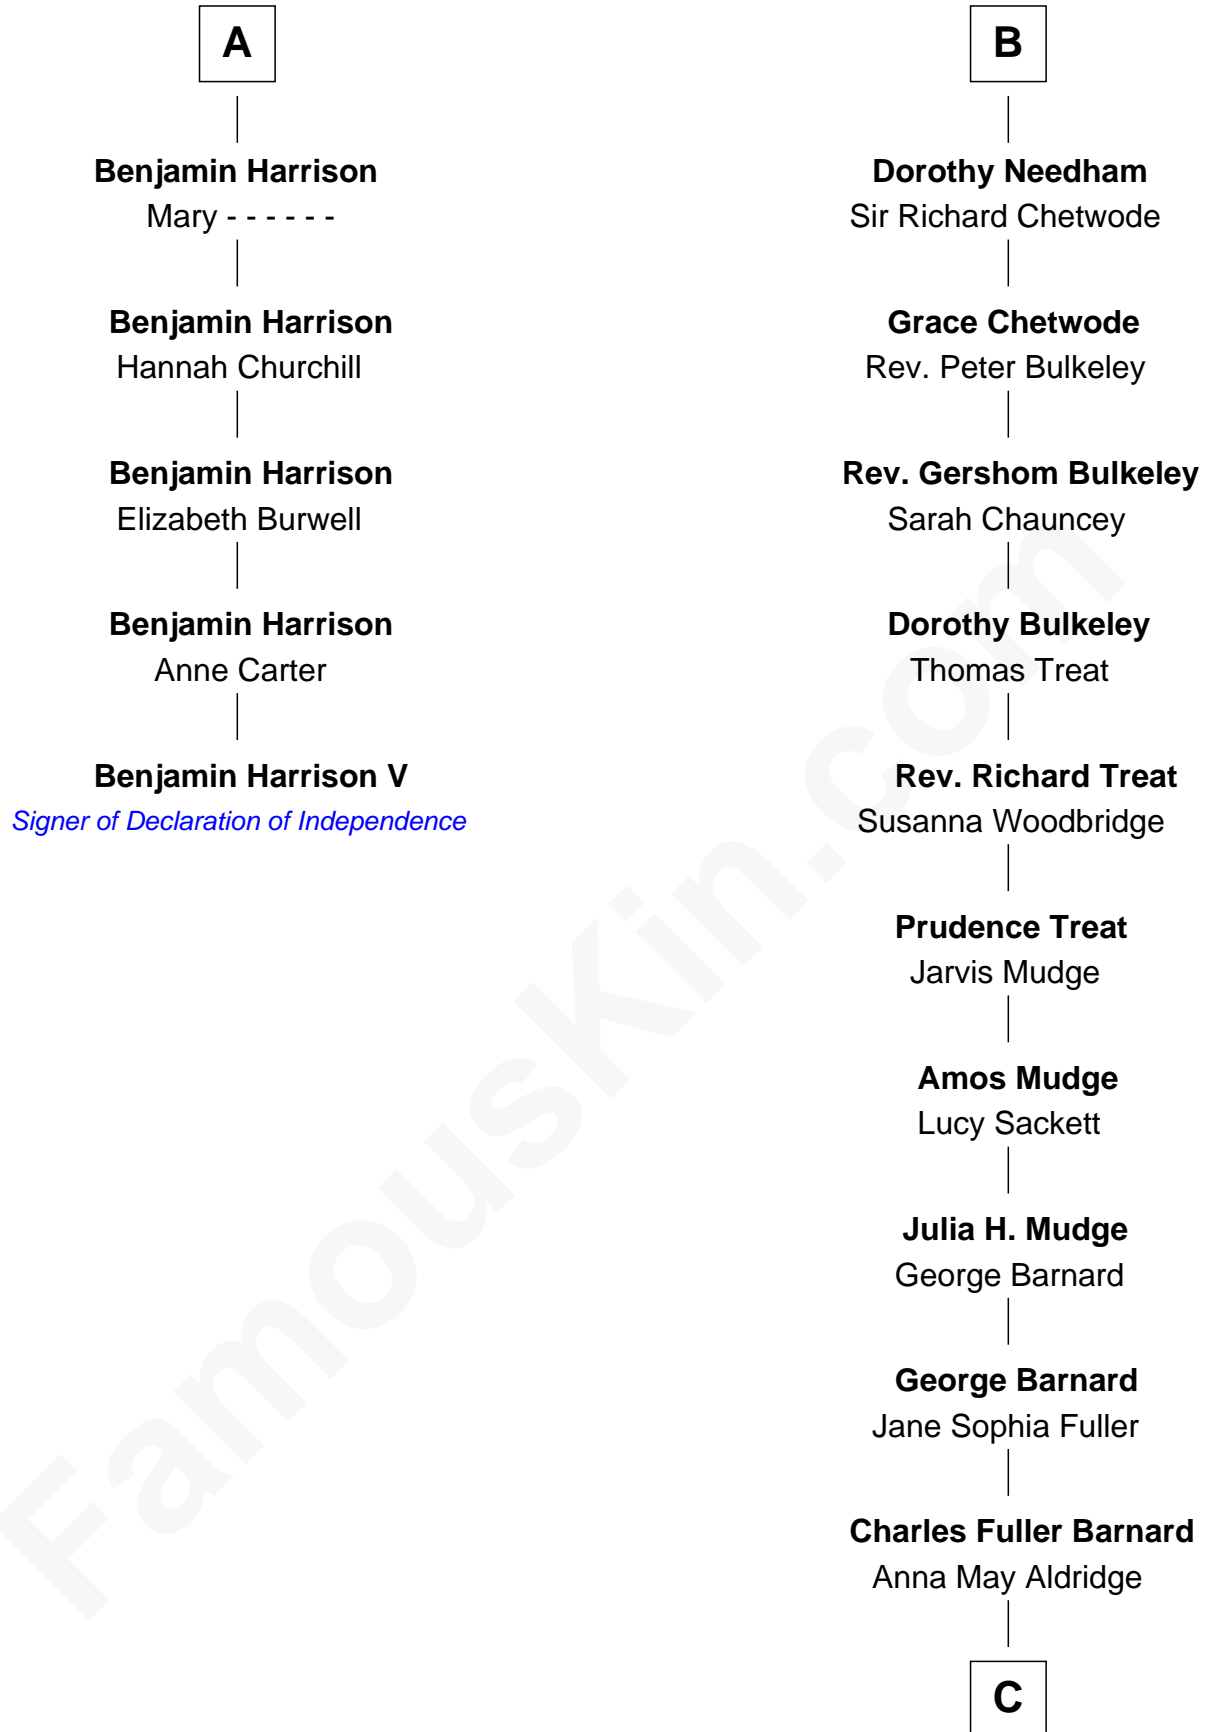 A
Benjamin Harrison
Mary - - - - - -
Benjamin Harrison
Hannah Churchill
Benjamin Harrison
Elizabeth Burwell
Benjamin Harrison
Anne Carter
Benjamin Harrison V
Signer of Declaration of Independence
B
Dorothy Needham
Sir Richard Chetwode
Grace Chetwode
Rev. Peter Bulkeley
Rev. Gershom Bulkeley
Sarah Chauncey
Dorothy Bulkeley
Thomas Treat
Rev. Richard Treat
Susanna Woodbridge
Prudence Treat
Jarvis Mudge
Amos Mudge
Lucy Sackett
Julia H. Mudge
George Barnard
George Barnard
Jane Sophia Fuller
Charles Fuller Barnard
Anna May Aldridge
C
FamousKin.com